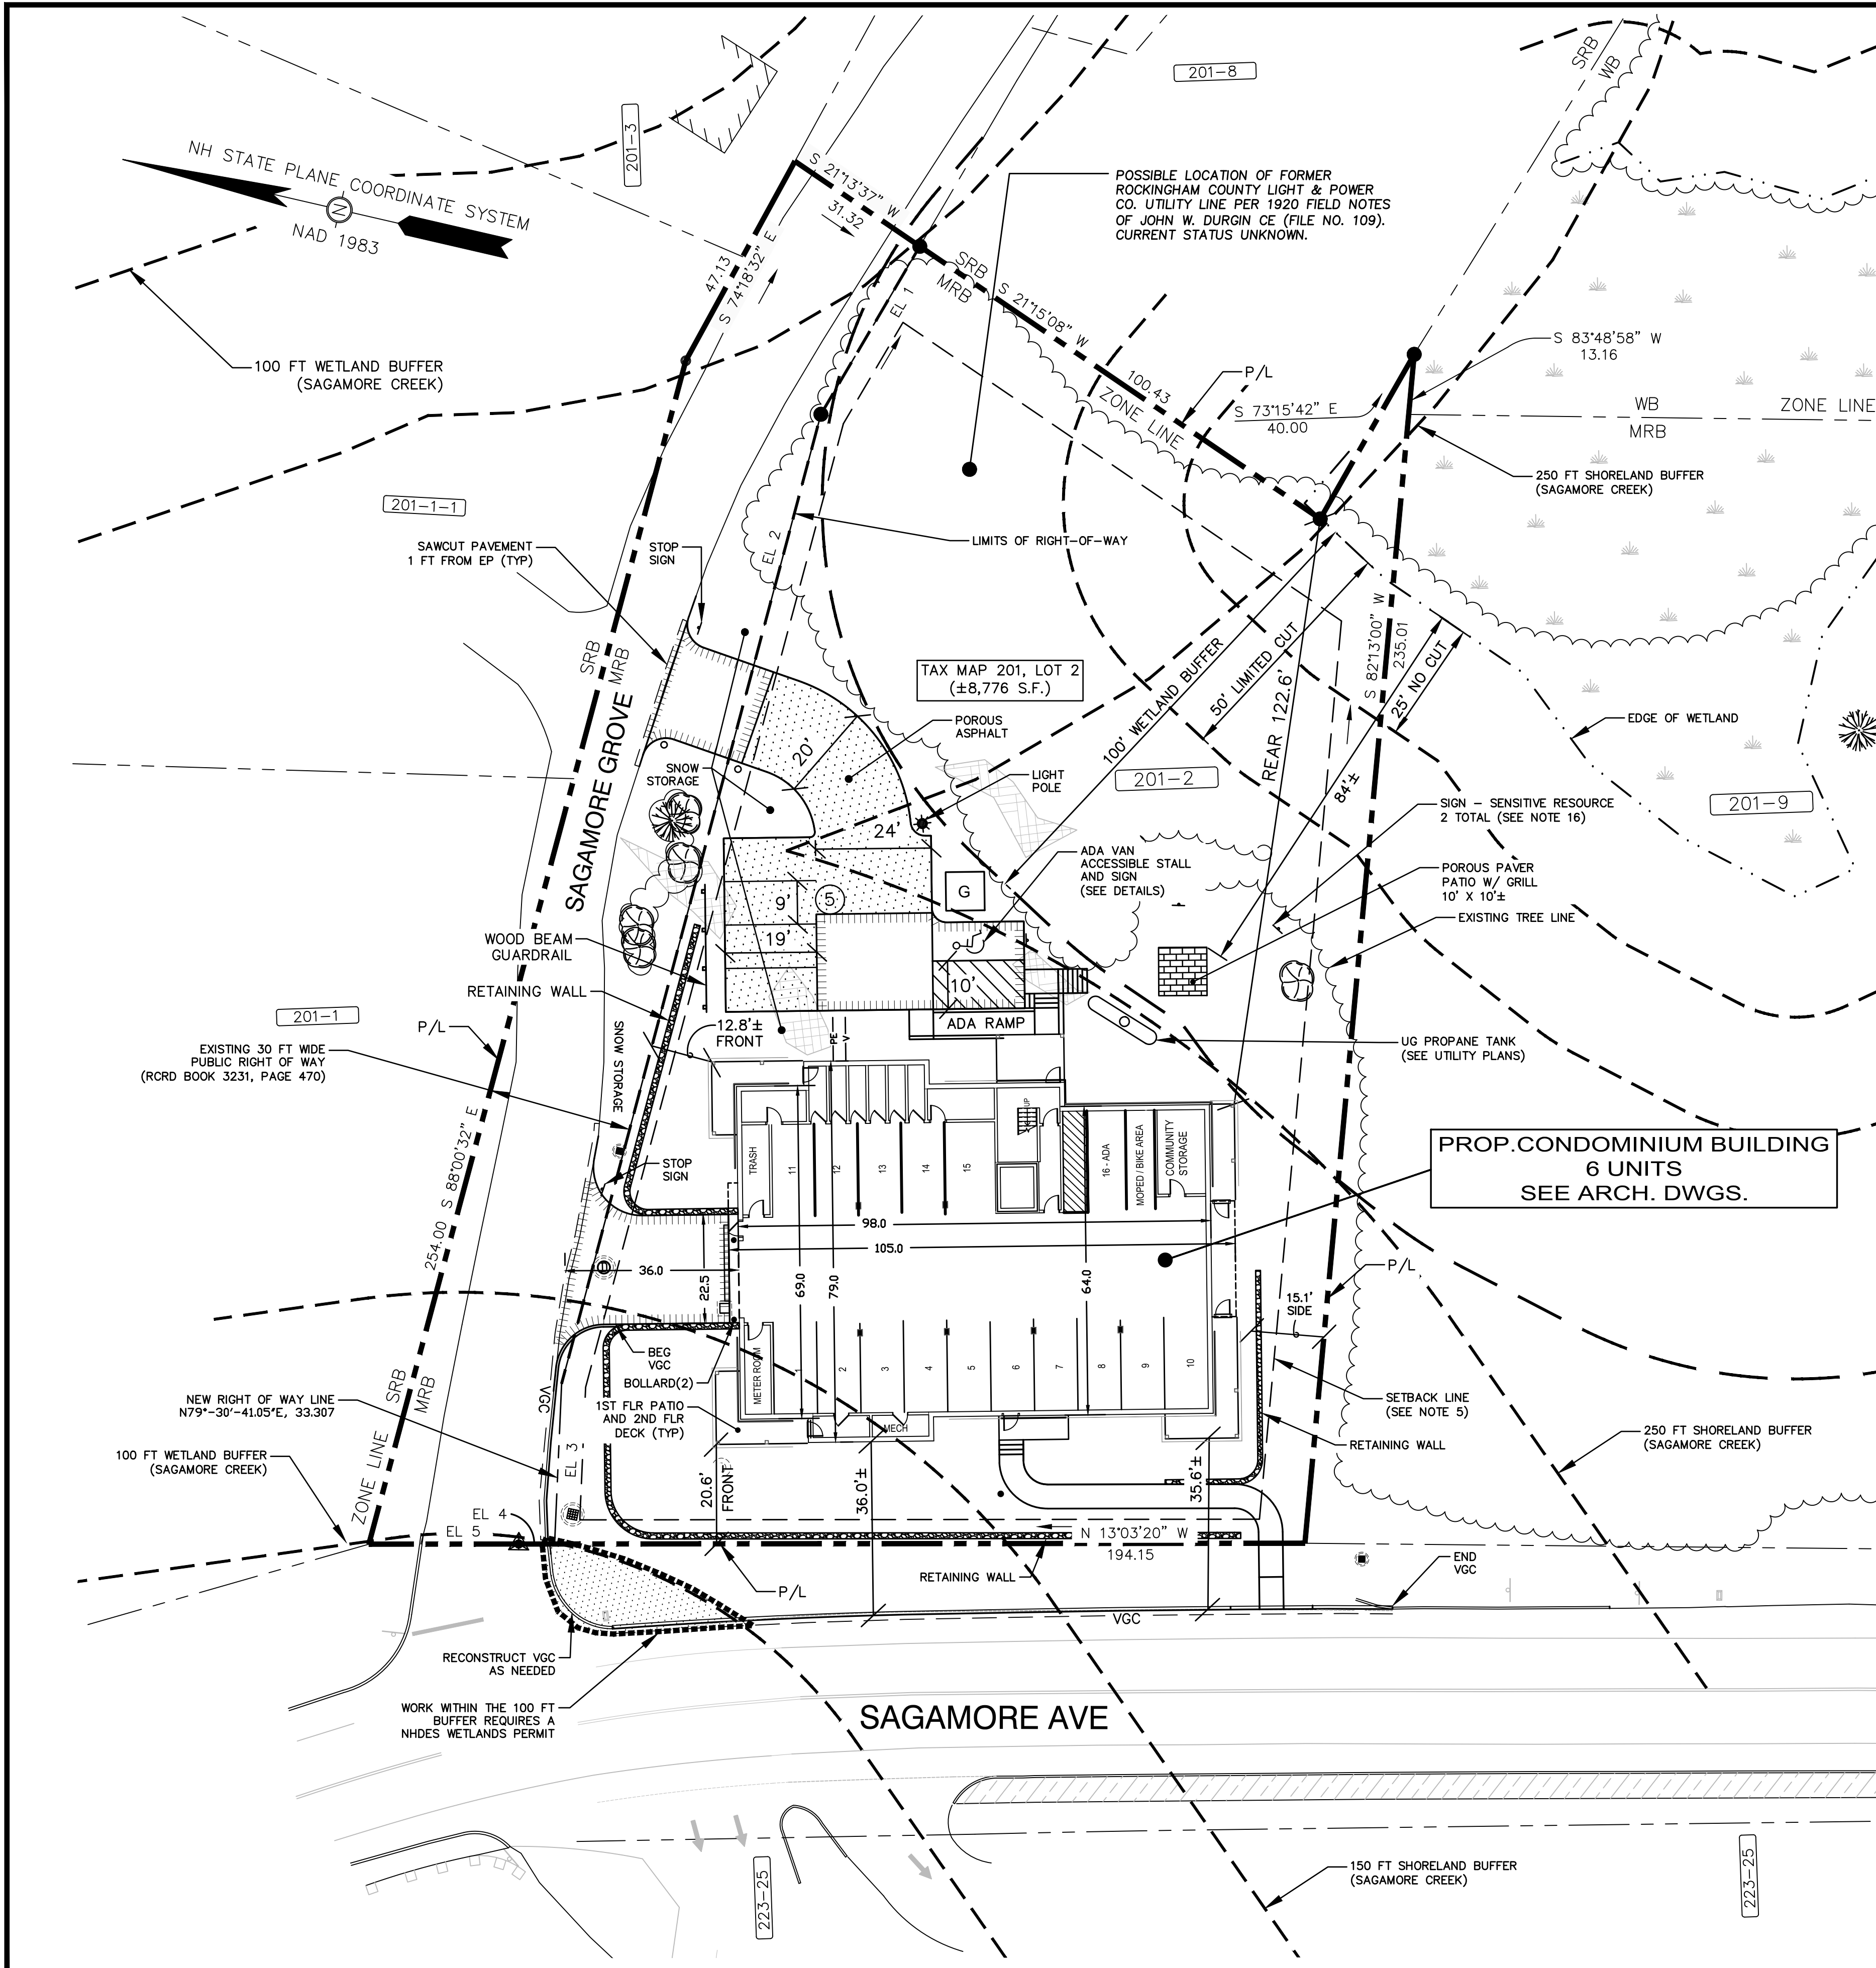 201-8
SRB
WB
201-3
NH STATE PLANE COORDINATE SYSTEM
N
NAD 1983
S 21°13'37" W
31.32
POSSIBLE LOCATION OF FORMER
ROCKINGHAM COUNTY LIGHT & POWER
CO. UTILITY LINE PER 1920 FIELD NOTES
OF JOHN W. DURGIN CE (FILE NO. 109).
CURRENT STATUS UNKNOWN.
47.13
S 74°18'32" E
SRB
MRB
EL 1
S 21°15'08" W
100.43
ZONE LINE
P/L
S 83°48'58" W
13.16
100 FT WETLAND BUFFER
(SAGAMORE CREEK)
S 73°15'42" E
40.00
WB
MRB
ZONE LINE
250 FT SHORELAND BUFFER
(SAGAMORE CREEK)
201-1-1
SAWCUT PAVEMENT
1 FT FROM EP (TYP)
STOP
SIGN
EL 2
LIMITS OF RIGHT-OF-WAY
SRB
MRB
SAGAMORE GROVE
TAX MAP 201, LOT 2
(±8,776 S.F.)
100' WETLAND BUFFER
50' LIMITED CUT
REAR 122.6'
S 82°13'00" W
235.01
25' NO CUT
84'±
EDGE OF WETLAND
POROUS
ASPHALT
20'
SNOW
STORAGE
LIGHT
POLE
201-2
201-9
SIGN - SENSITIVE RESOURCE
2 TOTAL (SEE NOTE 16)
24'
ADA VAN
ACCESSIBLE STALL
AND SIGN
(SEE DETAILS)
POROUS PAVER
PATIO W/ GRILL
10' X 10'±
G
9'
5
19'
EXISTING TREE LINE
WOOD BEAM
GUARDRAIL
RETAINING WALL
10'
ADA RAMP
201-1
P/L
12.8'±
FRONT
PE
V
SNOW STORAGE
EXISTING 30 FT WIDE
PUBLIC RIGHT OF WAY
(RCRD BOOK 3231, PAGE 470)
UG PROPANE TANK
(SEE UTILITY PLANS)
254.00 S 88°00'32" E
UP
TRASH
11
12
13
14
15
16 - ADA
MOPED / BIKE AREA
COMMUNITY
STORAGE
PROP.CONDOMINIUM BUILDING
6 UNITS
SEE ARCH. DWGS.
STOP
SIGN
98.0
105.0
36.0
22.5
69.0
79.0
64.0
P/L
15.1'
SIDE
METER ROOM
1
2
3
4
5
6
7
8
9
10
BEG
VGC
BOLLARD(2)
MECH
1ST FLR PATIO
AND 2ND FLR
DECK (TYP)
SETBACK LINE
(SEE NOTE 5)
NEW RIGHT OF WAY LINE
N79°-30'-41.05"E, 33.307
VGC
SRB
MRB
ZONE LINE
RETAINING WALL
250 FT SHORELAND BUFFER
(SAGAMORE CREEK)
100 FT WETLAND BUFFER
(SAGAMORE CREEK)
EL 3
20.6'
FRONT
36.0'±
35.6'±
EL 4
EL 5
N 13°03'20" W
194.15
RETAINING WALL
END
VGC
P/L
VGC
RECONSTRUCT VGC
AS NEEDED
WORK WITHIN THE 100 FT
BUFFER REQUIRES A
NHDES WETLANDS PERMIT
SAGAMORE AVE
150 FT SHORELAND BUFFER
(SAGAMORE CREEK)
223-25
223-25